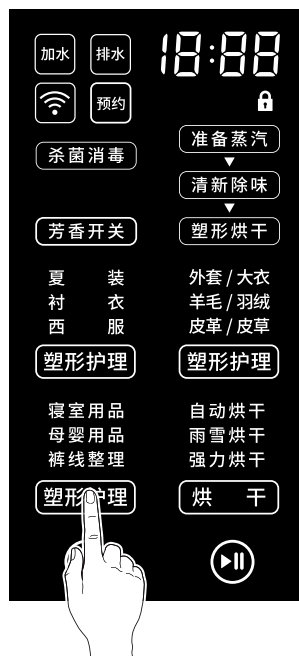 加水 排水 18:88
预约
准备蒸汽
杀菌消毒
清新除味
芳香开关 塑形烘干
夏装 外套/大衣
衬衣 羊毛/羽绒
西服 皮革/皮草
塑形护理 塑形护理
寝室用品 自动烘干
母婴用品 雨雪烘干
裤线整理 强力烘干
塑形护理 烘干